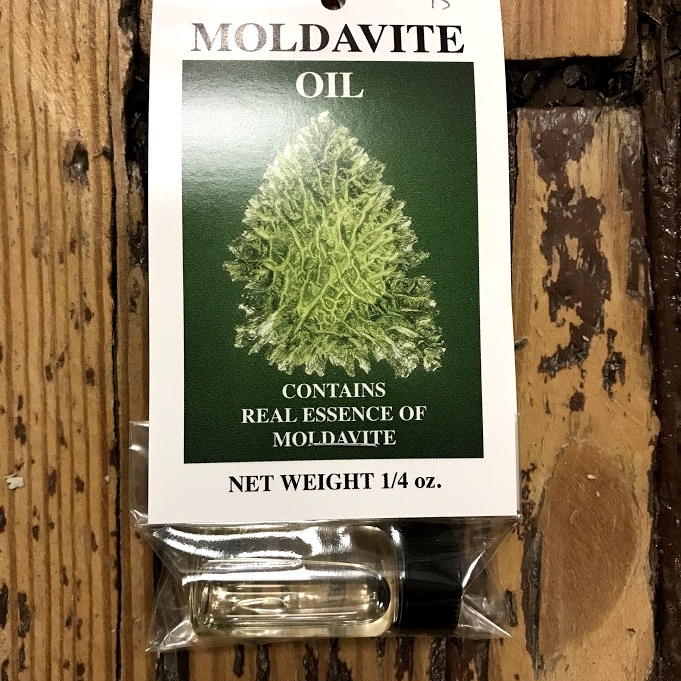 MOLDAVITE
OIL
CONTAINS
REAL ESSENCE OF
MOLDAVITE
NET WEIGHT 1/4 oz.